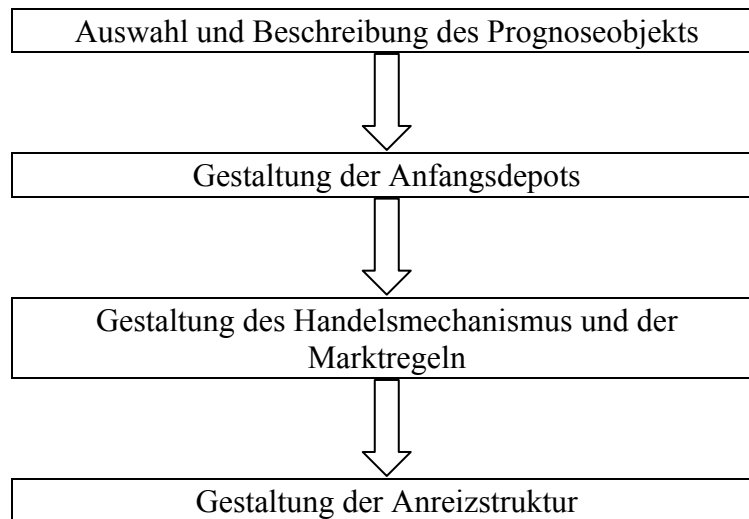 Auswahl und Beschreibung des Prognoseobjekts
Gestaltung der Anfangsdepots
Gestaltung des Handelsmechanismus und der
Marktregeln
Gestaltung der Anreizstruktur